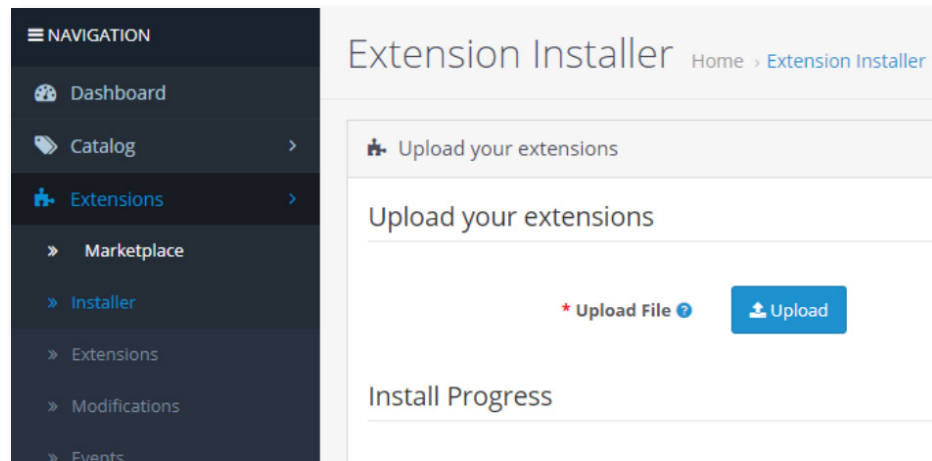 NAVIGATION
Dashboard
Catalog
Extensions
Marketplace
Installer
Extensions
Modifications
Events
Extension Installer Home › Extension Installer
Upload your extensions
Upload your extensions
* Upload File Upload
Install Progress